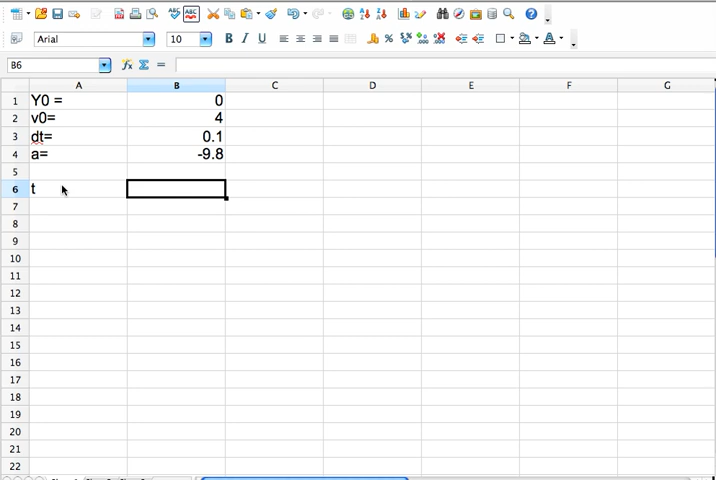 Arial 10
B6
A B C D E F G
1 Y0 = 0
2 v0= 4
3 dt= 0.1
4 a= -9.8
5
6 t
7
8
9
10
11
12
13
14
15
16
17
18
19
20
21
22